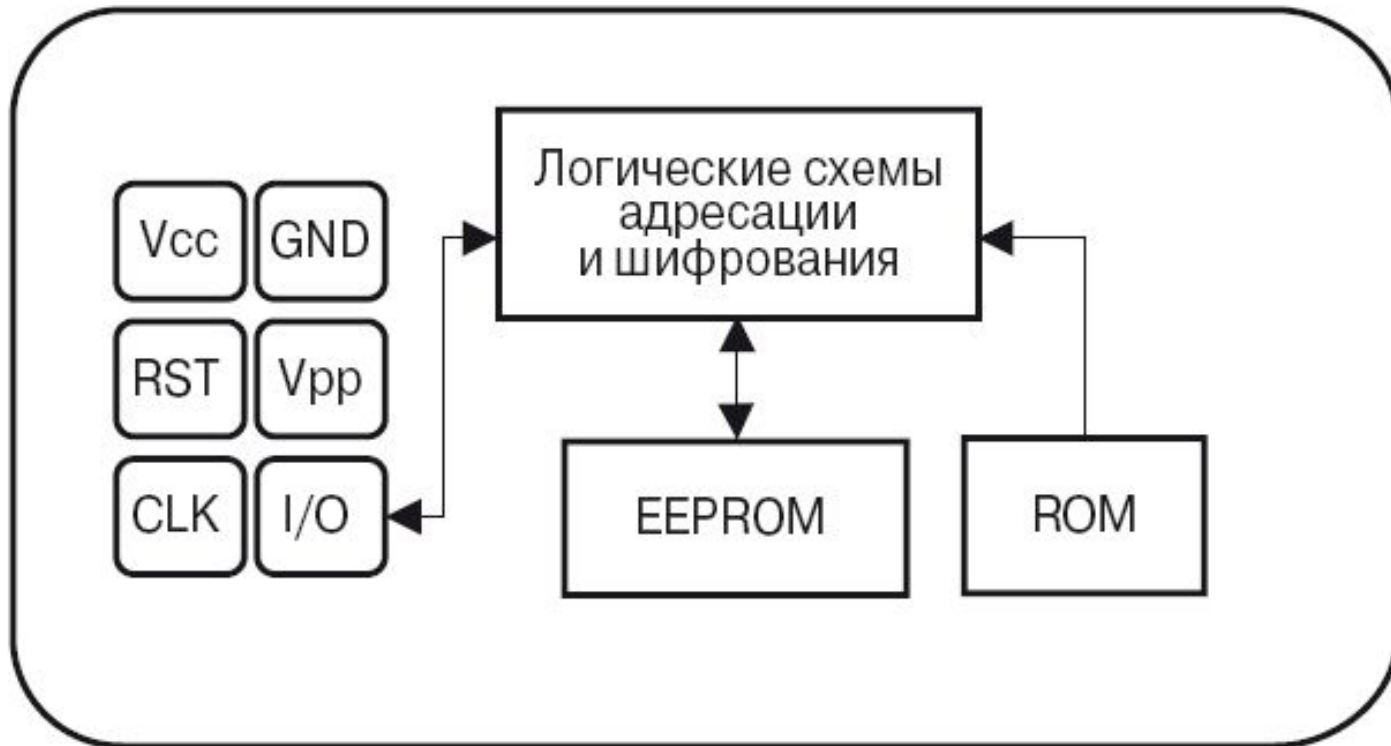 Логические схемы
адресации
и шифрования
Vcc
GND
RST
Vpp
CLK
I/O
EEPROM
ROM